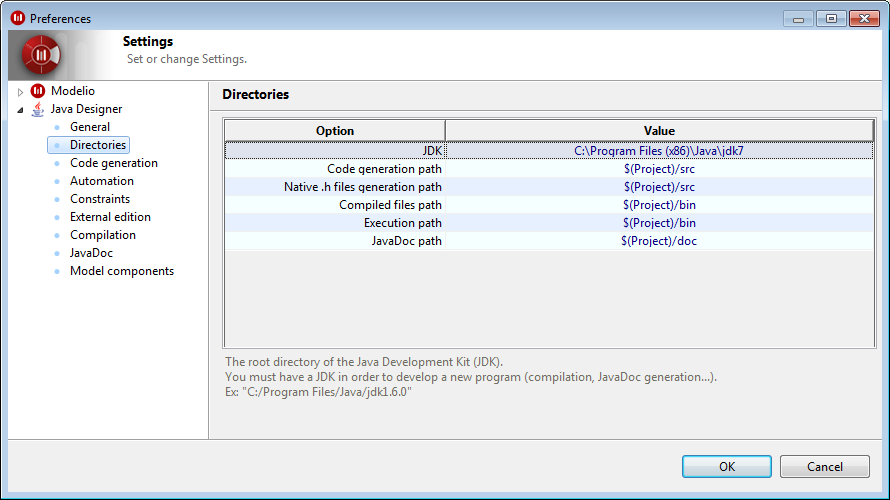 Preferences
Settings
Set or change Settings.
Modelio
Java Designer
General
Directories
Code generation
Automation
Constraints
External edition
Compilation
JavaDoc
Model components
Directories
Option Value
JDK C:\Program Files (x86)\Java\jdk7
Code generation path $(Project)/src
Native .h files generation path $(Project)/src
Compiled files path $(Project)/bin
Execution path $(Project)/bin
JavaDoc path $(Project)/doc
The root directory of the Java Development Kit (JDK).
You must have a JDK in order to develop a new program (compilation, JavaDoc generation...).
Ex: "C:/Program Files/Java/jdk1.6.0"
OK Cancel